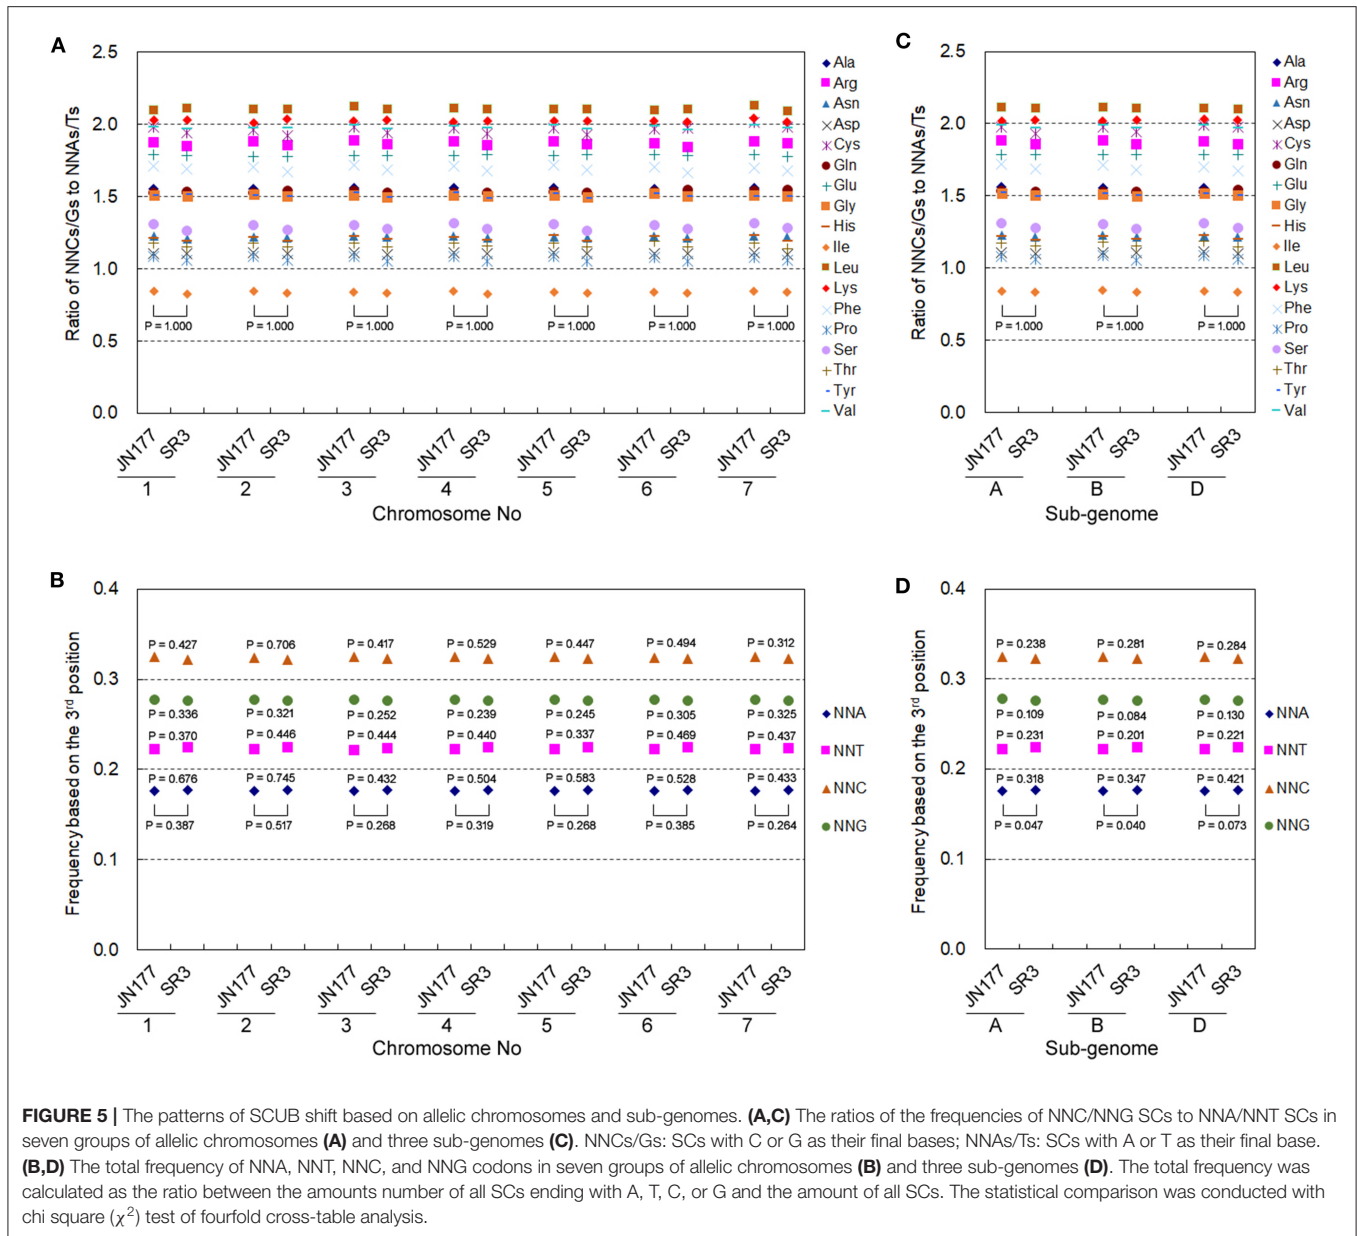 A
Ratio of NNCs/Gs to NNAs/Ts
2.5
2.0
1.5
1.0
0.5
0.0
P = 1.000 P = 1.000 P = 1.000 P = 1.000 P = 1.000 P = 1.000 P = 1.000
JN177 SR3 JN177 SR3 JN177 SR3 JN177 SR3 JN177 SR3 JN177 SR3 JN177 SR3
1 2 3 4 5 6 7
Chromosome No
Ala
Arg
Asn
Asp
Cys
Gln
Glu
Gly
His
Ile
Leu
Lys
Phe
Pro
Ser
Thr
Tyr
Val
C
Ratio of NNCs/Gs to NNAs/Ts
2.5
2.0
1.5
1.0
0.5
0.0
P = 1.000 P = 1.000 P = 1.000
JN177 SR3 JN177 SR3 JN177 SR3
A B D
Sub-genome
Ala
Arg
Asn
Asp
Cys
Gln
Glu
Gly
His
Ile
Leu
Lys
Phe
Pro
Ser
Thr
Tyr
Val
B
Frequency based on the 3rd position
0.4
0.3
0.2
0.1
0.0
P = 0.427 P = 0.706 P = 0.417 P = 0.529 P = 0.447 P = 0.494 P = 0.312
P = 0.336 P = 0.321 P = 0.252 P = 0.239 P = 0.245 P = 0.305 P = 0.325
P = 0.370 P = 0.446 P = 0.444 P = 0.440 P = 0.337 P = 0.469 P = 0.437
P = 0.676 P = 0.745 P = 0.432 P = 0.504 P = 0.583 P = 0.528 P = 0.433
P = 0.387 P = 0.517 P = 0.268 P = 0.319 P = 0.268 P = 0.385 P = 0.264
JN177 SR3 JN177 SR3 JN177 SR3 JN177 SR3 JN177 SR3 JN177 SR3 JN177 SR3
1 2 3 4 5 6 7
Chromosome No
NNA
NNT
NNC
NNG
D
Frequency based on the 3rd position
0.4
0.3
0.2
0.1
0.0
P = 0.238 P = 0.281 P = 0.284
P = 0.109 P = 0.084 P = 0.130
P = 0.231 P = 0.201 P = 0.221
P = 0.318 P = 0.347 P = 0.421
P = 0.047 P = 0.040 P = 0.073
JN177 SR3 JN177 SR3 JN177 SR3
A B D
Sub-genome
NNA
NNT
NNC
NNG
FIGURE 5 | The patterns of SCUB shift based on allelic chromosomes and sub-genomes. (A,C) The ratios of the frequencies of NNC/NNG SCs to NNA/NNT SCs in
seven groups of allelic chromosomes (A) and three sub-genomes (C). NNCs/Gs: SCs with C or G as their final bases; NNAs/Ts: SCs with A or T as their final base.
(B,D) The total frequency of NNA, NNT, NNC, and NNG codons in seven groups of allelic chromosomes (B) and three sub-genomes (D). The total frequency was
calculated as the ratio between the amounts number of all SCs ending with A, T, C, or G and the amount of all SCs. The statistical comparison was conducted with
chi square (χ²) test of fourfold cross-table analysis.